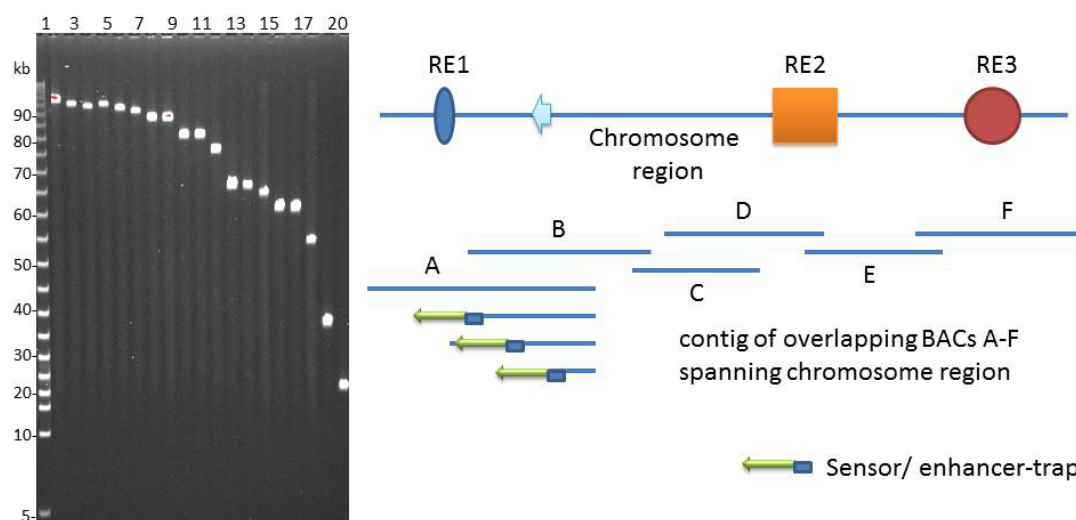 1 3 5 7 9 11 13 15 17 20
kb
90-
80-
70-
60-
50-
40-
30-
20-
10-
5-
RE1 RE2 RE3
Chromosome
region
D F
B
A
C E
contig of overlapping BACs A-F
spanning chromosome region
Sensor/ enhancer-trap